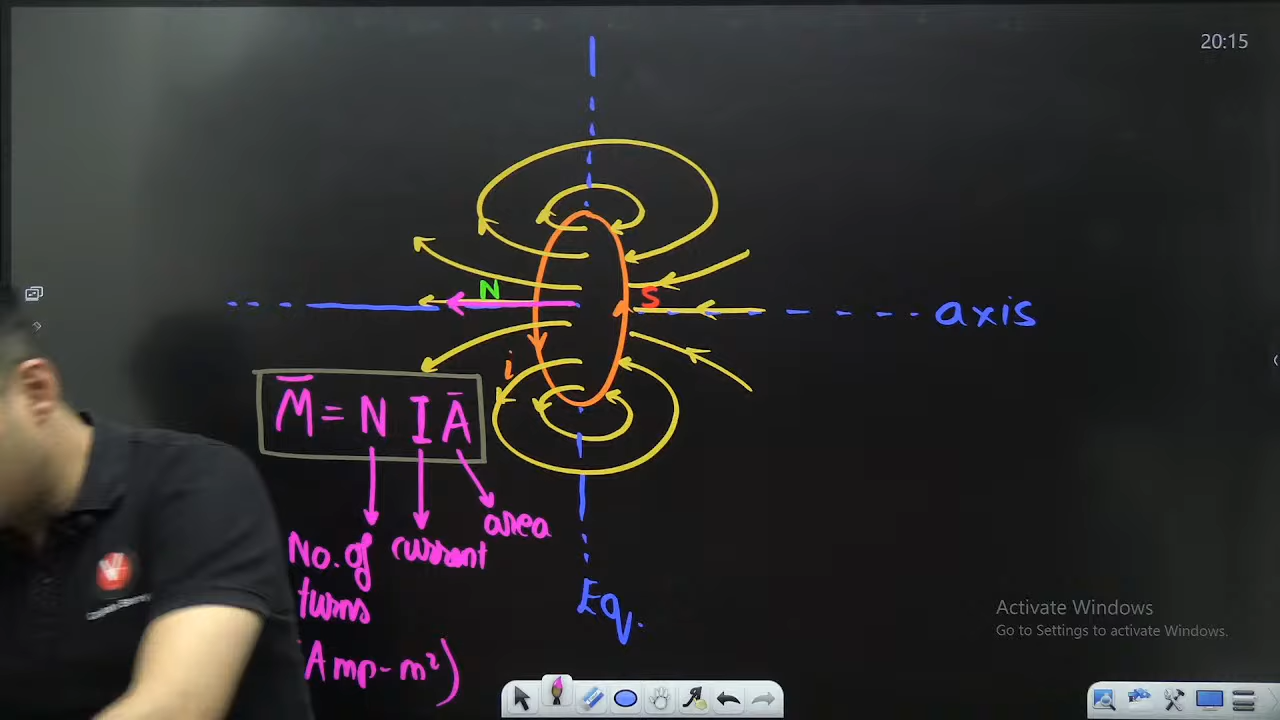 20:15
N
S
axis
i
M̅ = N I A̅
area
No. of
turns
current
Amp-m²)
Eq.
Activate Windows
Go to Settings to activate Windows.